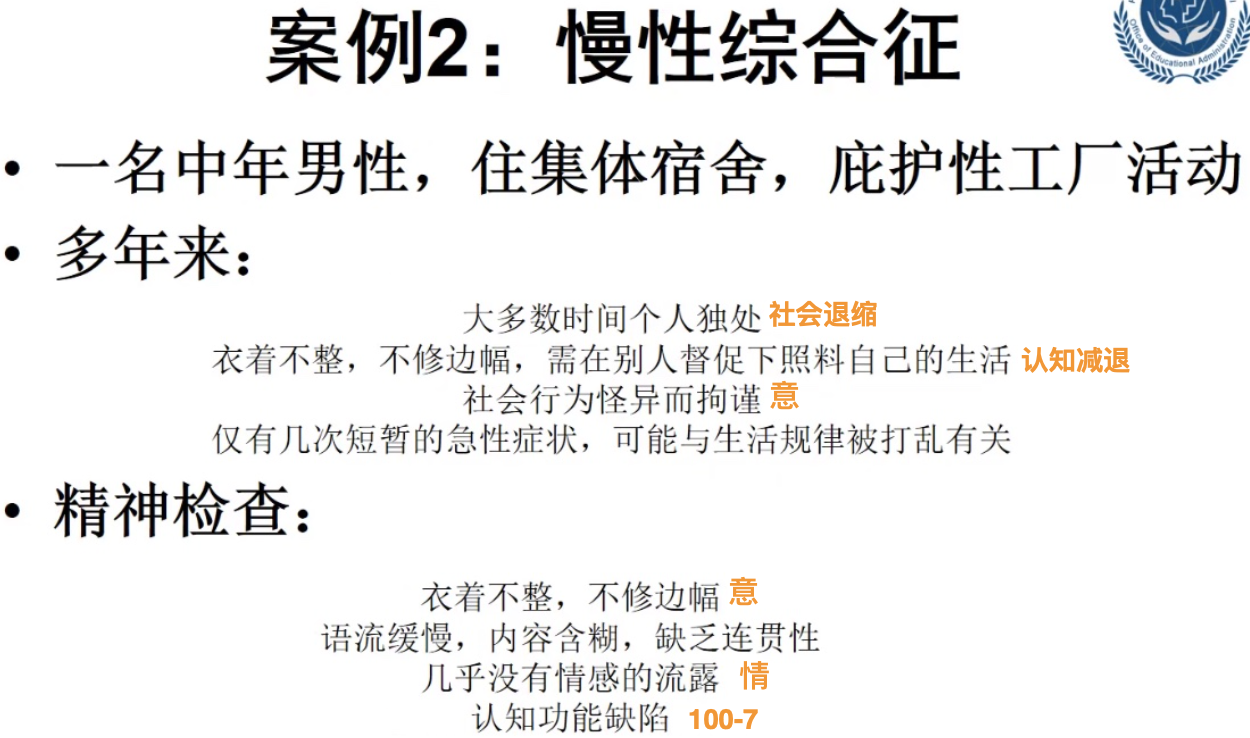 案例2：慢性综合征
Office of Educational Administration
• 一名中年男性，住集体宿舍，庇护性工厂活动
• 多年来：
大多数时间个人独处 社会退缩
衣着不整，不修边幅，需在别人督促下照料自己的生活 认知减退
社会行为怪异而拘谨 意
仅有几次短暂的急性症状，可能与生活规律被打乱有关
• 精神检查：
衣着不整，不修边幅 意
语流缓慢，内容含糊，缺乏连贯性
几乎没有情感的流露 情
认知功能缺陷 100-7